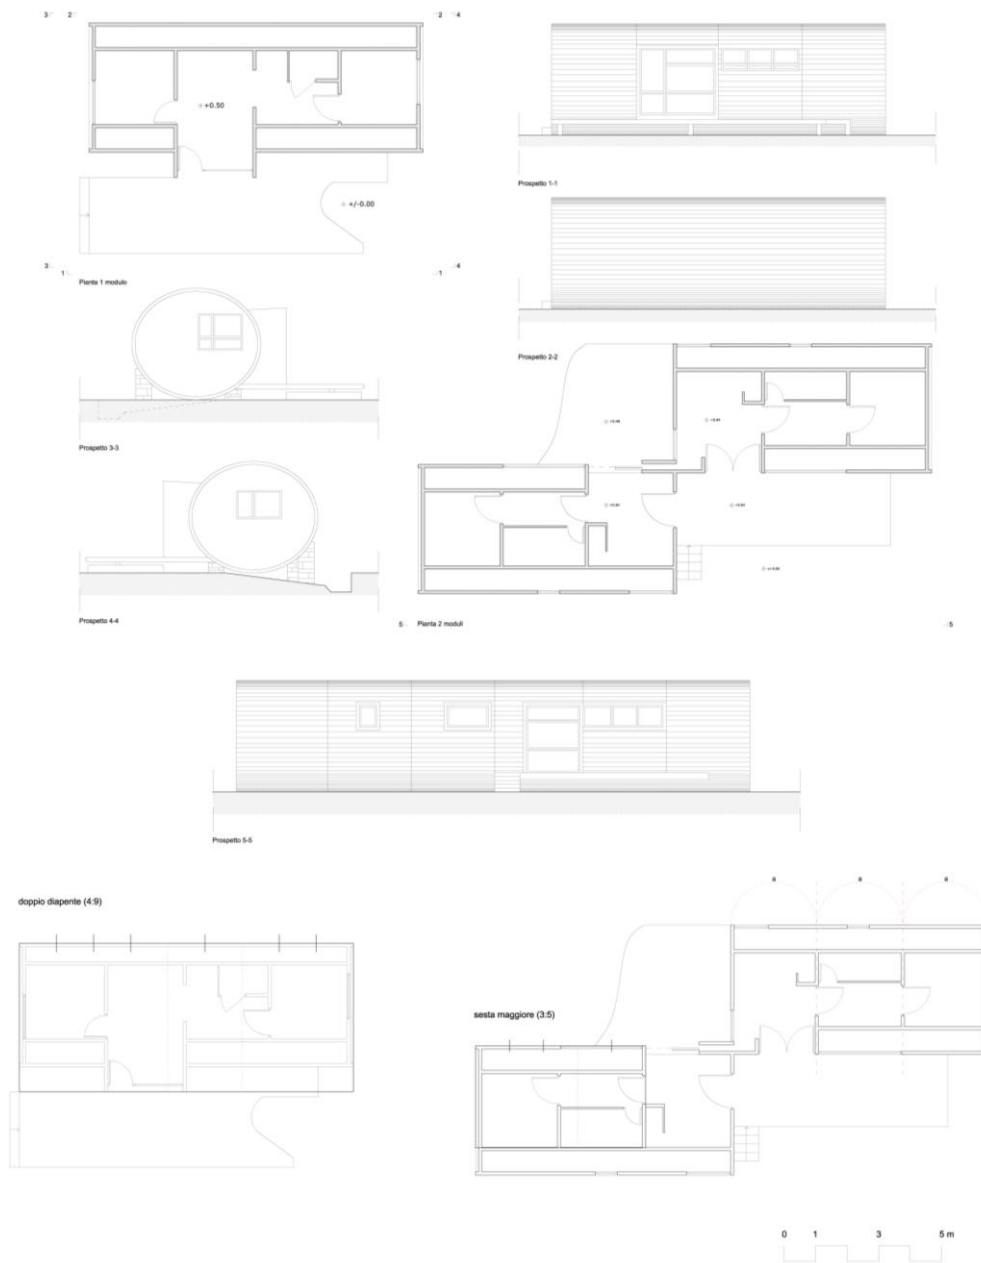 3 2 2 4
+0.50
+/-0.00
3 1 1 4
Pianta 1 modulo
Prospetto 1-1
Prospetto 2-2
Prospetto 3-3
Prospetto 4-4
5 Pianta 2 moduli 5
Prospetto 5-5
doppio diapente (4:9)
a a a
sesta maggiore (3:5)
0 1 3 5 m